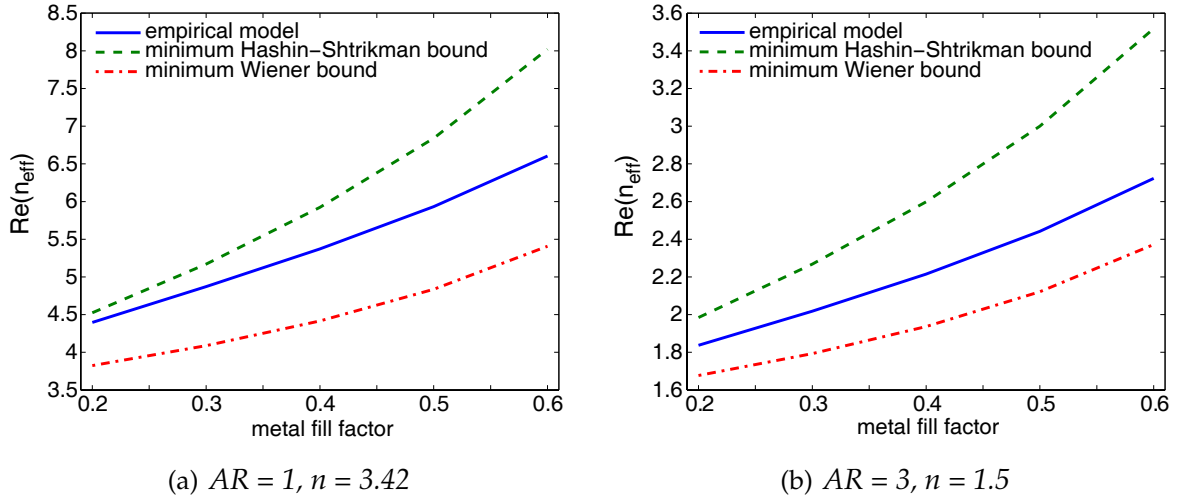 8.5
8
7.5
7
6.5
6
5.5
5
4.5
4
3.5
Re(n_eff)
empirical model
minimum Hashin−Shtrikman bound
minimum Wiener bound
0.2 0.3 0.4 0.5 0.6
metal fill factor
(a) AR = 1, n = 3.42
3.6
3.4
3.2
3
2.8
2.6
2.4
2.2
2
1.8
1.6
Re(n_eff)
empirical model
minimum Hashin−Shtrikman bound
minimum Wiener bound
0.2 0.3 0.4 0.5 0.6
metal fill factor
(b) AR = 3, n = 1.5